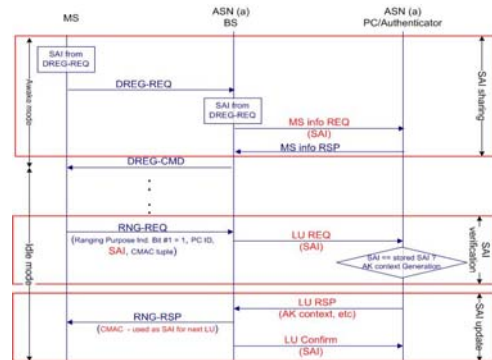 MS
ASN (a)
BS
ASN (a)
PC/Authenticator
Awake mode
SAI from
DREG-REQ
DREG-REQ
SAI from
DREG-REQ
MS info REQ
(SAI)
MS info RSP
SAI sharing
DREG-CMD
Idle mode
RNG-REQ
(Ranging Purpose Ind. Bit #1 = 1, PC ID,
SAI, CMAC tuple)
LU REQ
(SAI)
SAI == stored SAI ?
AK context Generation
SAI
verification
LU RSP
(AK context, etc)
RNG-RSP
(CMAC - used as SAI for next LU)
LU Confirm
(SAI)
SAI update